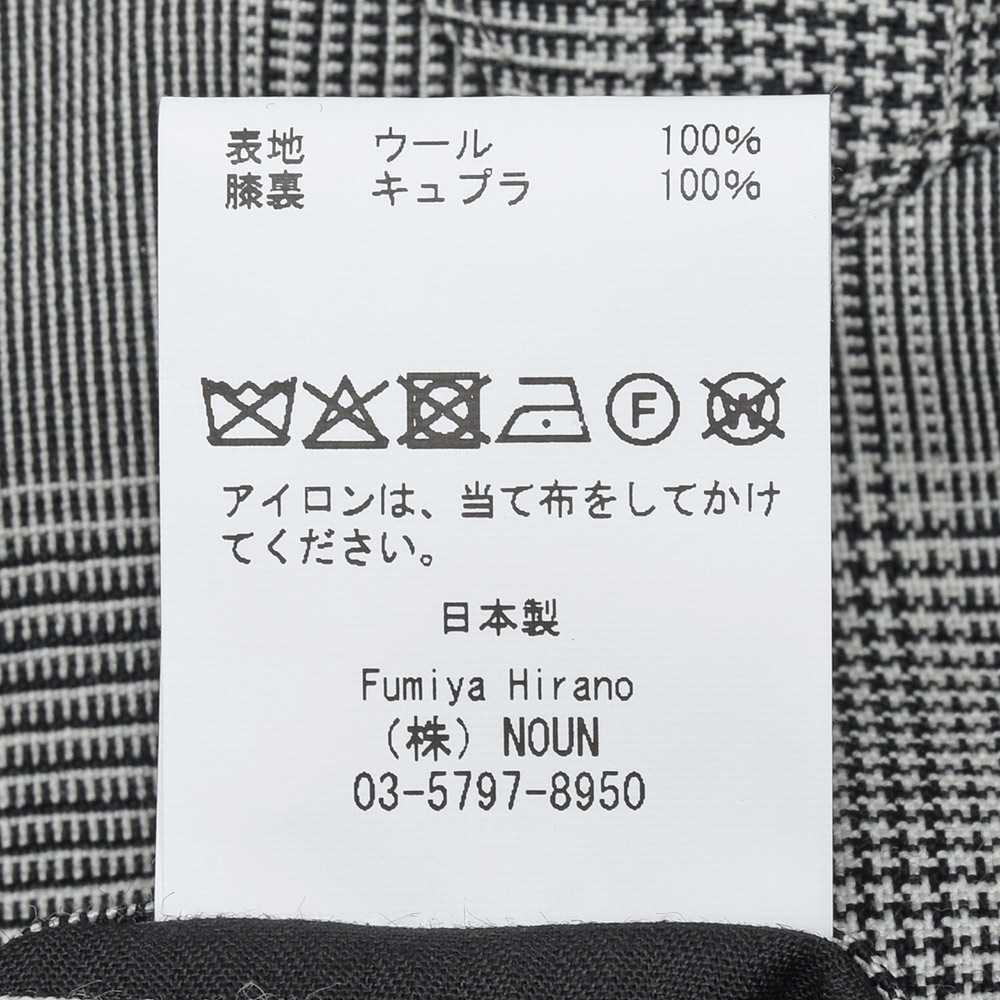 表地 ウール 100%
膝裏 キュプラ 100%
F W
アイロンは、当て布をしてかけ
てください。
日本製
Fumiya Hirano
(株) NOUN
03-5797-8950